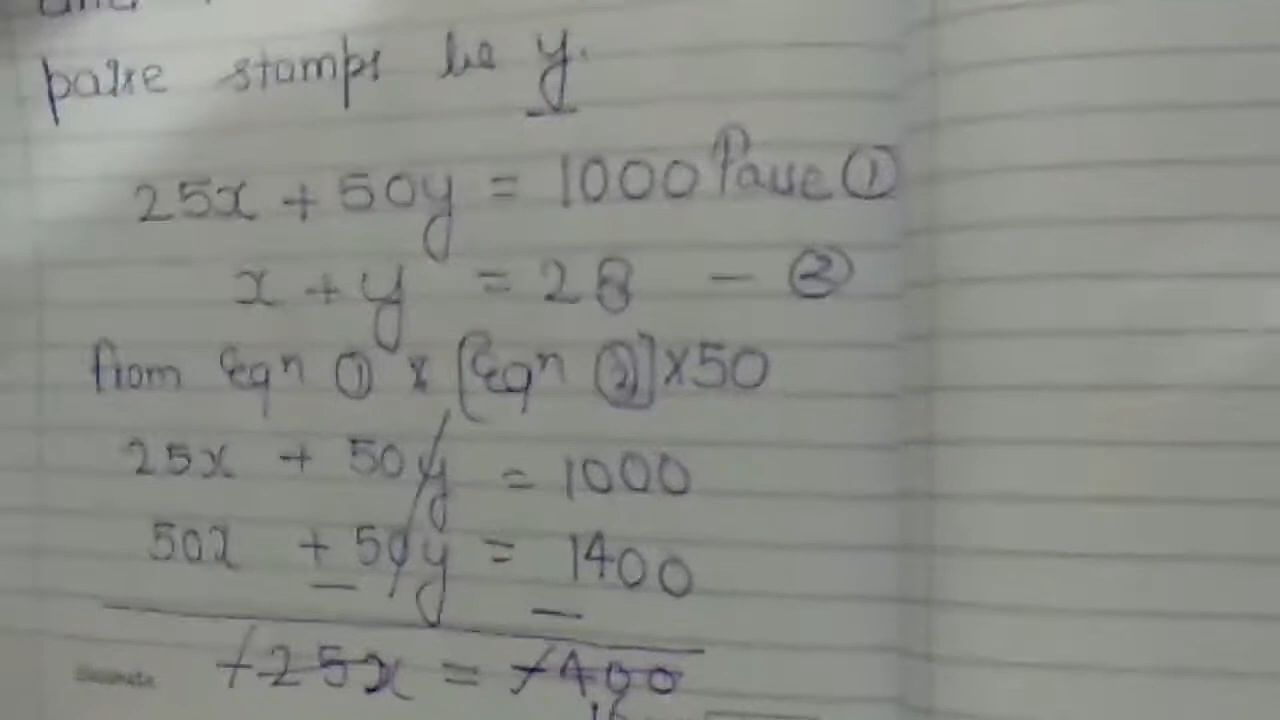 paise stamps be y.
25x + 50y = 1000 Paise ①
x + y = 28 - ②
from Eqn ① & [Eqn ②]×50
25x + 50y = 1000
50x + 50y = 1400
- -
-25x = -400
16